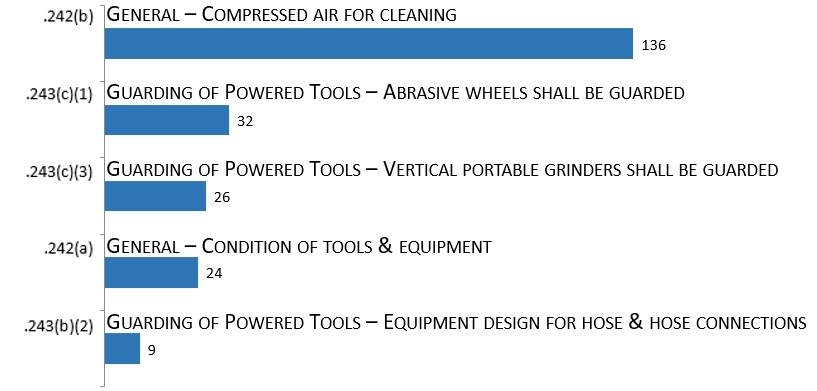 .242(b) General – Compressed air for cleaning
136
.243(c)(1) Guarding of Powered Tools – Abrasive wheels shall be guarded
32
.243(c)(3) Guarding of Powered Tools – Vertical portable grinders shall be guarded
26
.242(a) General – Condition of tools & equipment
24
.243(b)(2) Guarding of Powered Tools – Equipment design for hose & hose connections
9